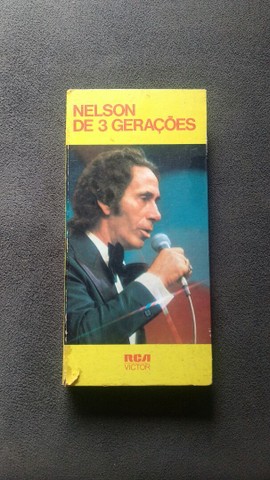 NELSON
DE 3 GERAÇÕES
RCA
VICTOR